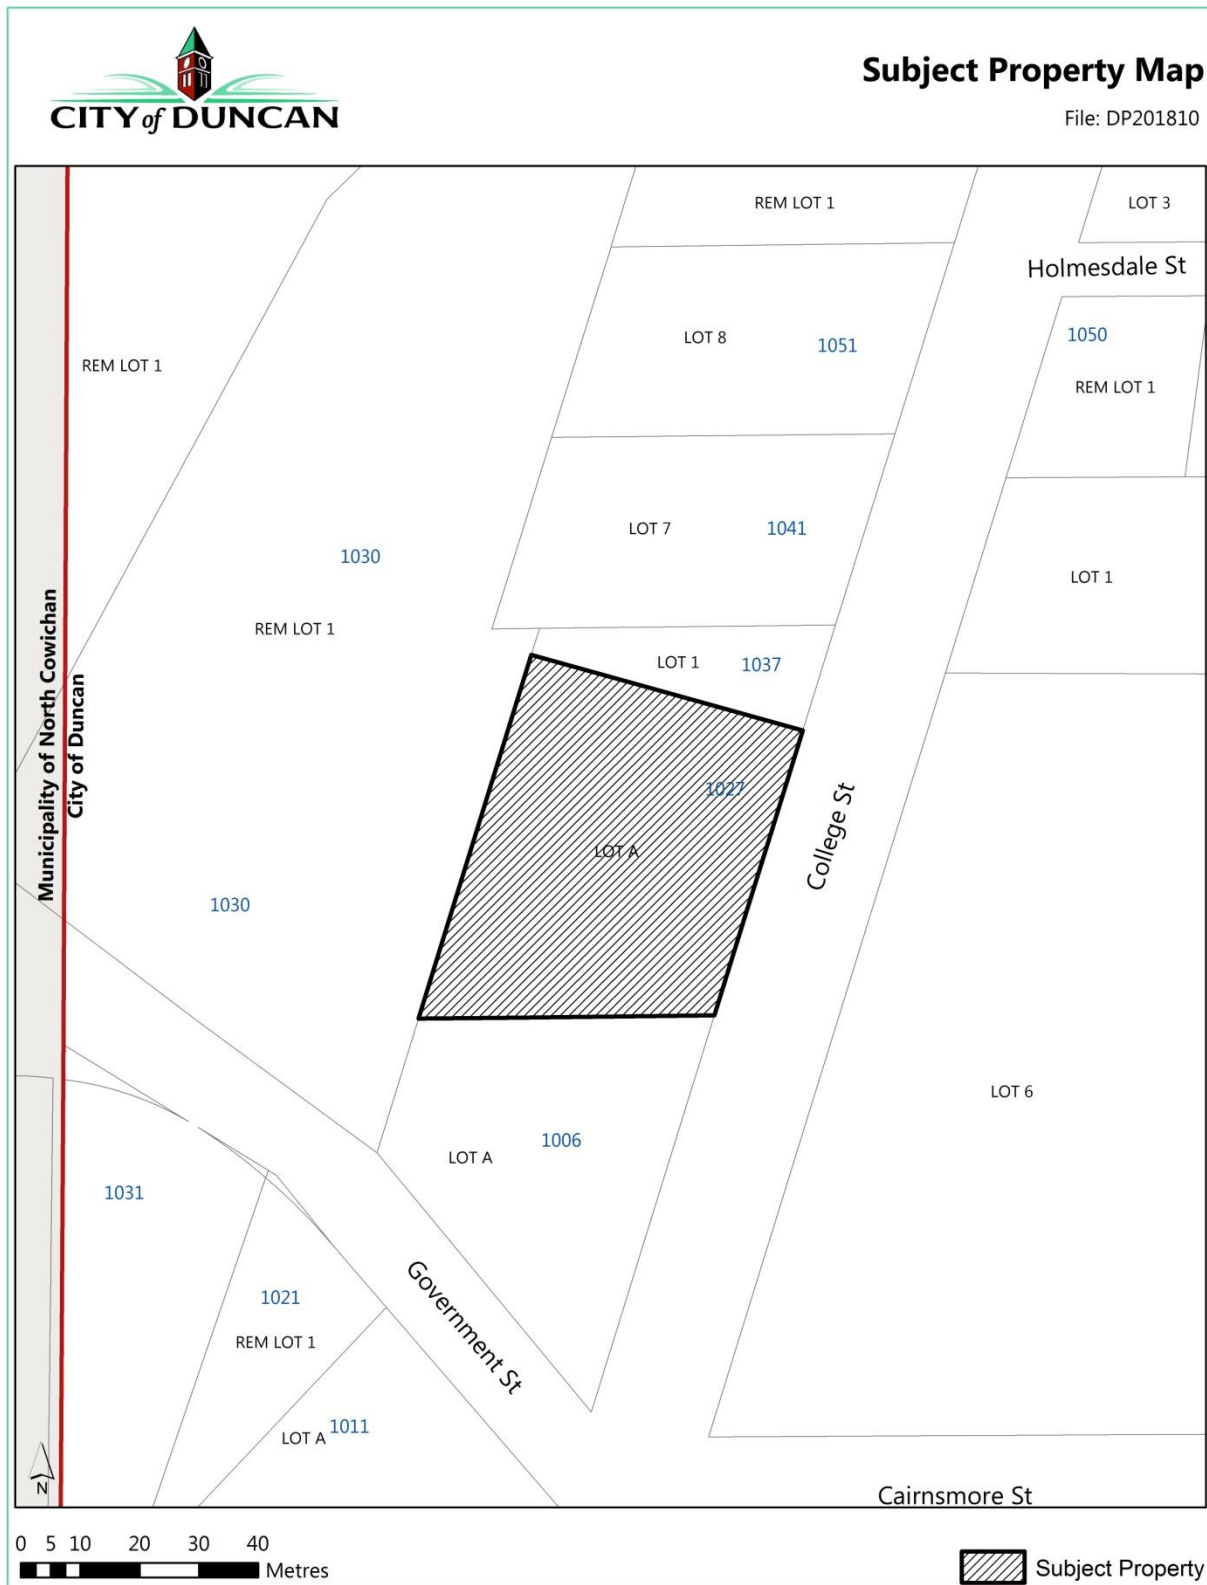 CITY of DUNCAN
Subject Property Map
File: DP201810
REM LOT 1
LOT 3
Holmesdale St
LOT 8
1051
1050
REM LOT 1
REM LOT 1
LOT 7
1041
1030
LOT 1
REM LOT 1
LOT 1
1037
Municipality of North Cowichan
City of Duncan
1027
College St
LOT A
1030
LOT 6
1006
LOT A
1031
Government St
1021
REM LOT 1
1011
LOT A
N
Cairnsmore St
0 5 10 20 30 40
Metres
Subject Property